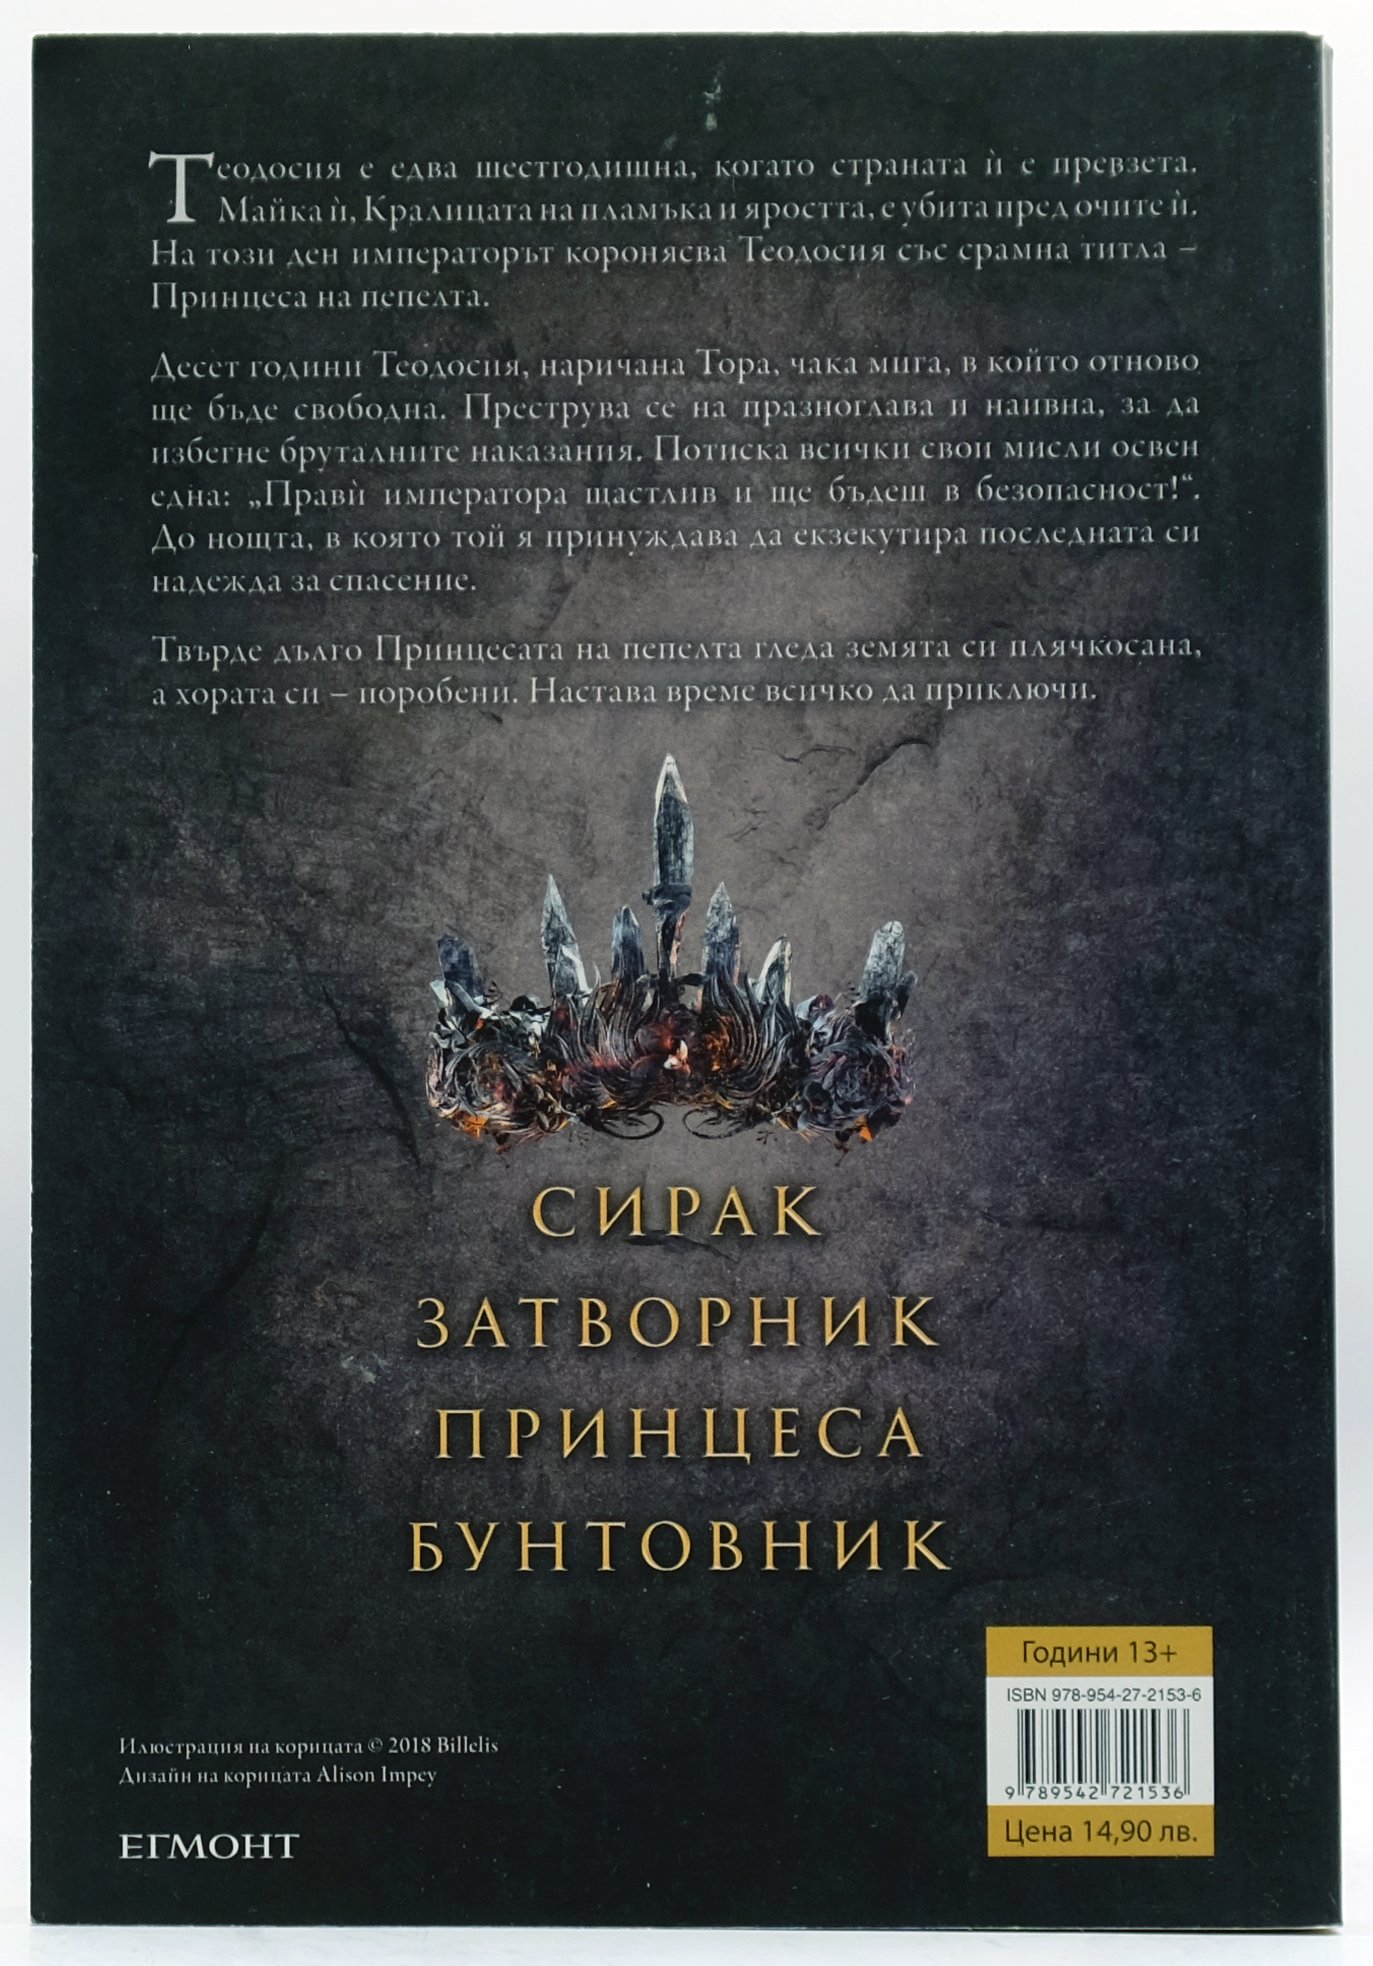 Теодосия е едва шестгодишна, когато страната ѝ е превзета.
Майка ѝ, Кралицата на пламъка и яростта, е убита пред очите ѝ.
На този ден императорът коронясва Теодосия със срамна титла –
Принцеса на пепелта.
Десет години Теодосия, наричана Тора, чака мига, в който отново
ще бъде свободна. Преструва се на празноглава и наивна, за да
избегне бруталните наказания. Потиска всички свои мисли освен
една: „Правѝ императора щастлив и ще бъдеш в безопасност!“.
До нощта, в която той я принуждава да екзекутира последната си
надежда за спасение.
Твърде дълго Принцесата на пепелта гледа земята си плячкосана,
а хората си – поробени. Настава време всичко да приключи.
СИРАК
ЗАТВОРНИК
ПРИНЦЕСА
БУНТОВНИК
Години 13+
ISBN 978-954-27-2153-6
9 789542 721536
Цена 14,90 лв.
Илюстрация на корицата © 2018 Billelis
Дизайн на корицата Alison Impey
ЕГМОНТ